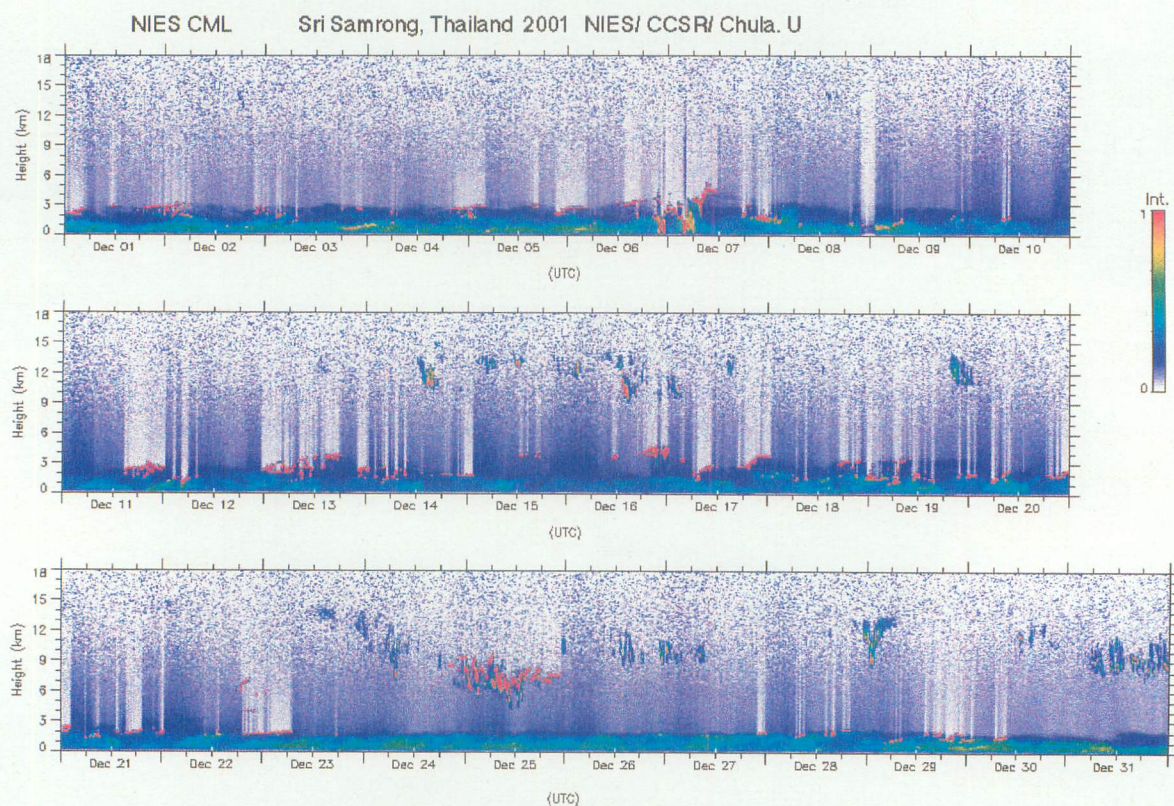 NIES CML Sri Samrong, Thailand 2001 NIES/ CCSR/ Chula. U
18
15
12
9
6
3
0
Height (km)
Dec 01 Dec 02 Dec 03 Dec 04 Dec 05 Dec 06 Dec 07 Dec 08 Dec 09 Dec 10
(UTC)
Int.
1
0
18
15
12
9
6
3
0
Height (km)
Dec 11 Dec 12 Dec 13 Dec 14 Dec 15 Dec 16 Dec 17 Dec 18 Dec 19 Dec 20
(UTC)
18
15
12
9
6
3
0
Height (km)
Dec 21 Dec 22 Dec 23 Dec 24 Dec 25 Dec 26 Dec 27 Dec 28 Dec 29 Dec 30 Dec 31
(UTC)